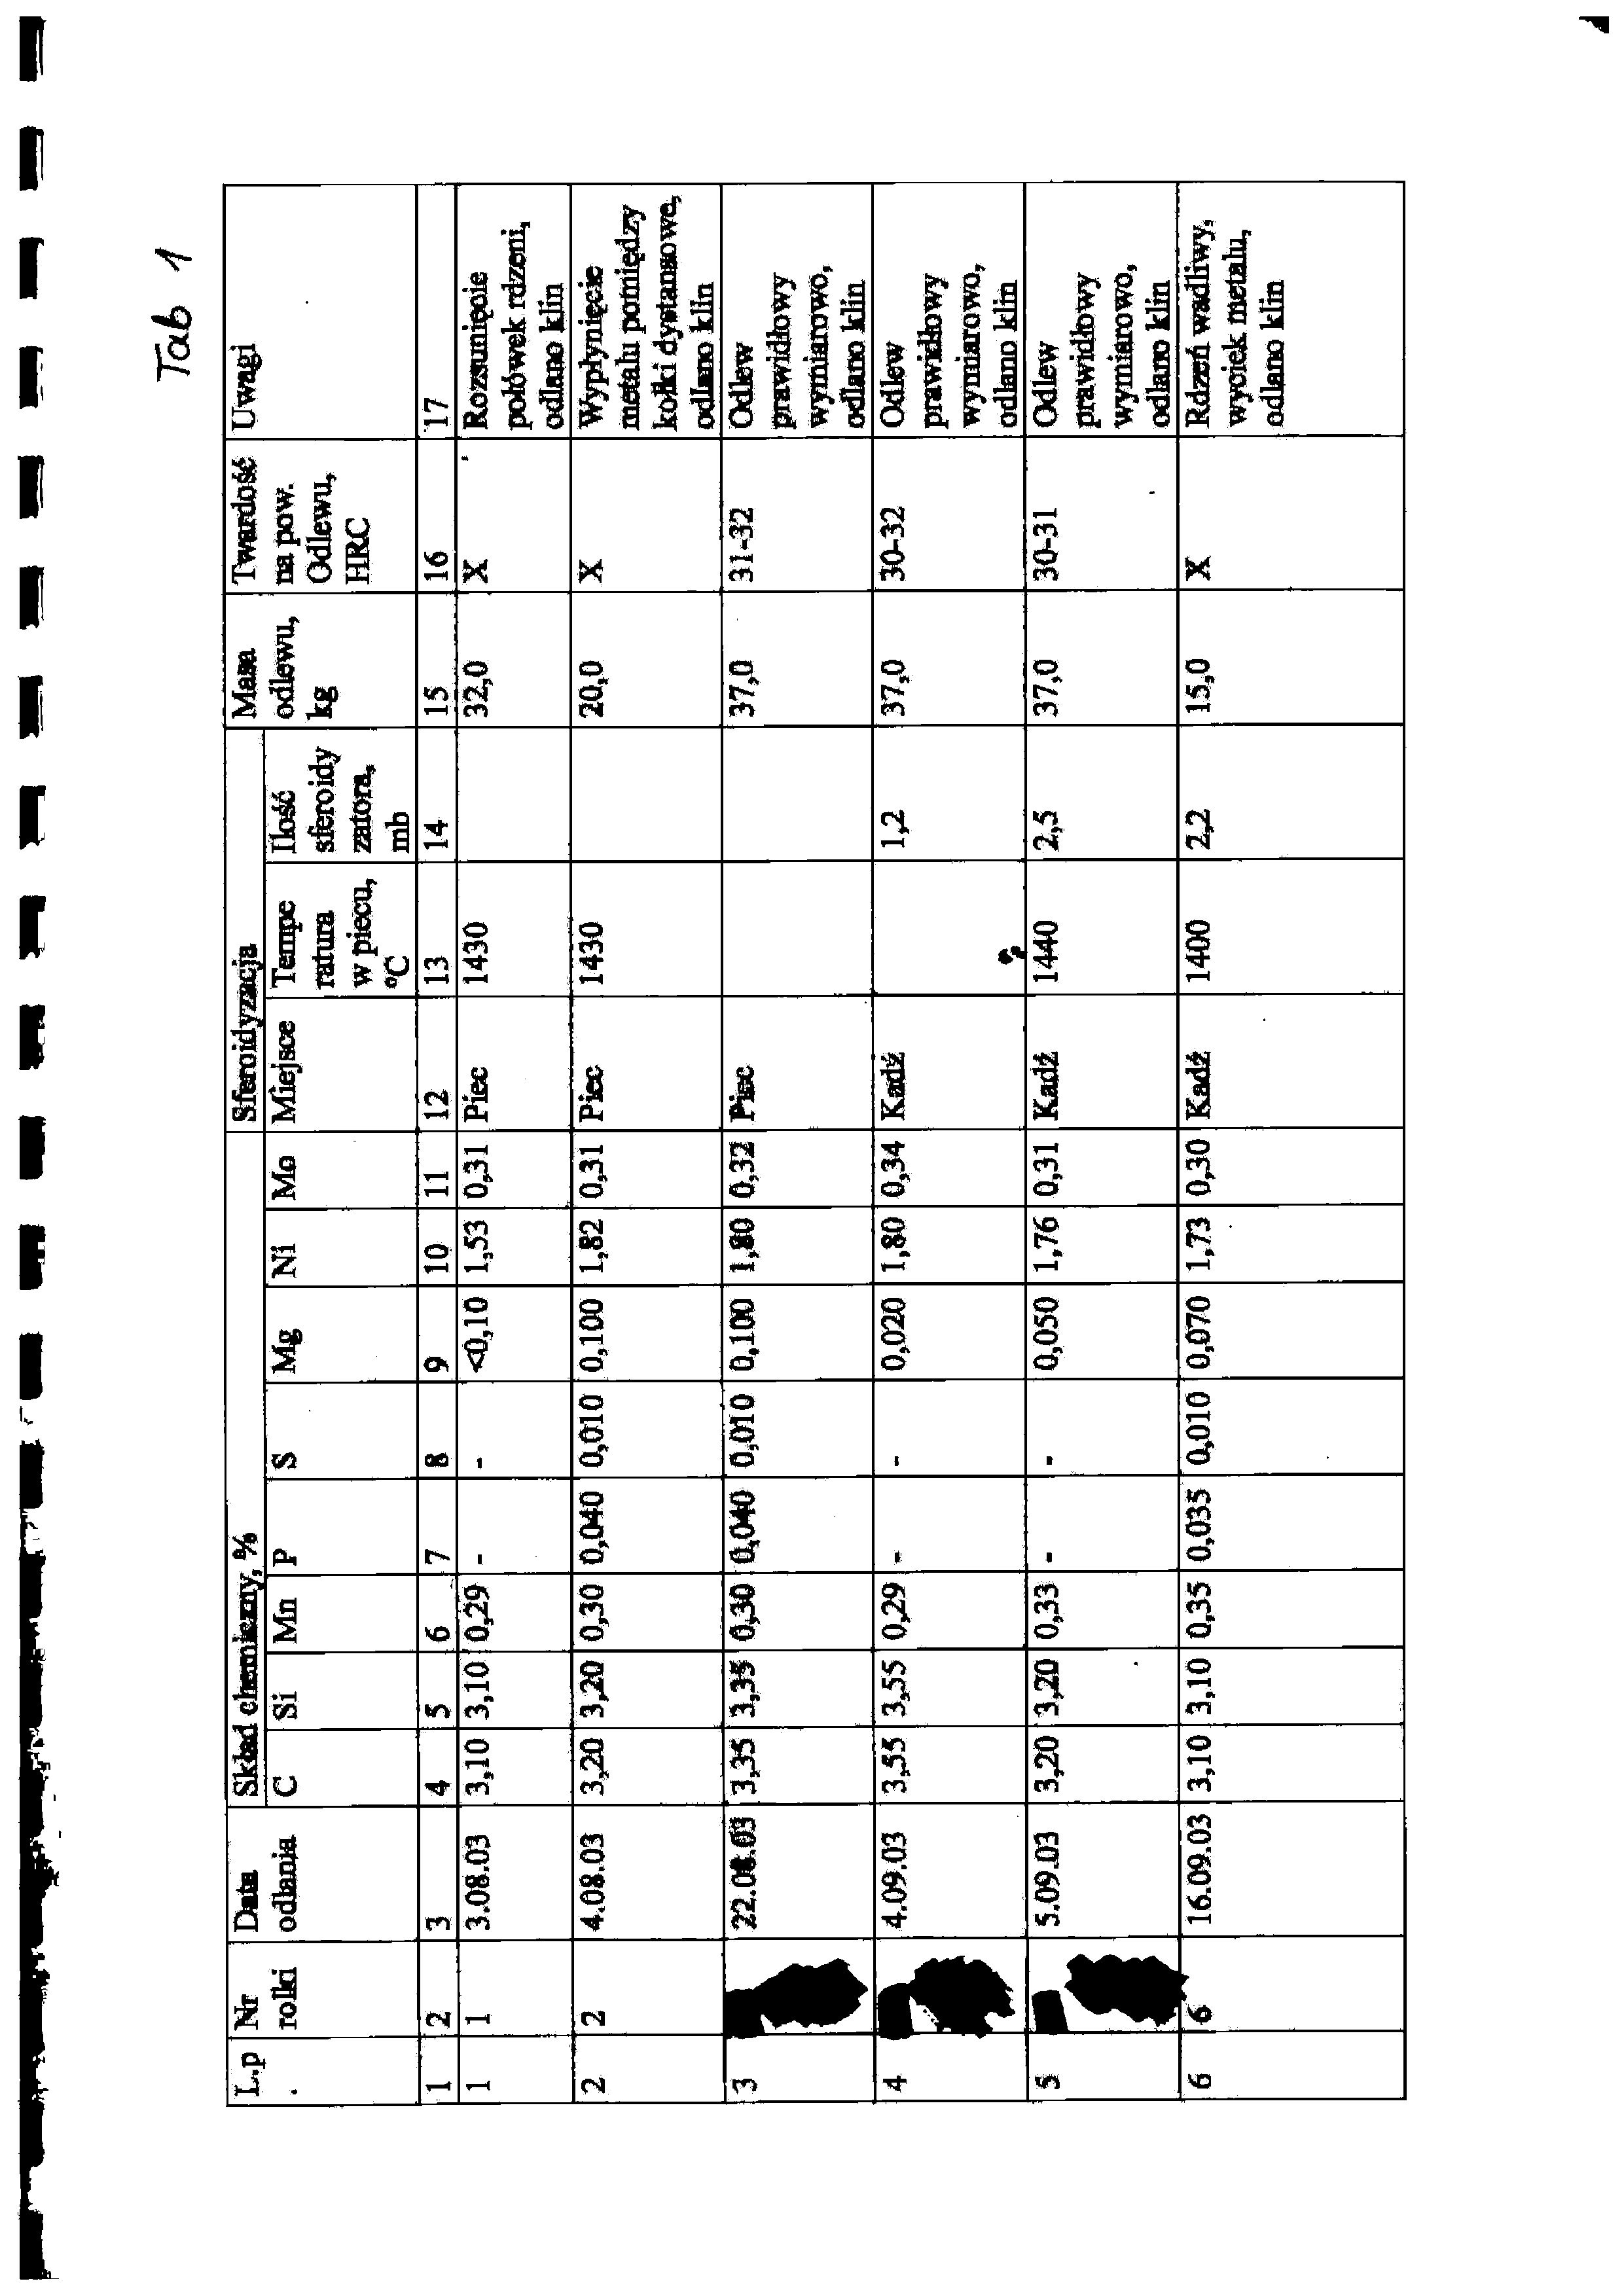 Tab 1
L.p. Nr rolki Data odlania Skład chemiczny, % Sferoidyzacja Masa odlewu, kg Twardość na pow. Odlewu, HRC Uwagi
C Si Mn P S Mg Ni Mo Miejsce Tempe ratura w piecu, °C Ilość sferoidy zatora, mb
1 2 3 4 5 6 7 8 9 10 11 12 13 14 15 16 17
1 1 3.08.03 3,10 3,10 0,29 - - <0,10 1,53 0,31 Piec 1430 32,0 X Rozsunięcie
połówek rdzeni,
odlano klin
2 2 4.08.03 3,20 3,20 0,30 0,040 0,010 0,100 1,82 0,31 Piec 1430 20,0 X Wypłynięcie
metalu pomiędzy
kołki dystansowe,
odlano klin
3 22.08.03 3,35 3,35 0,30 0,040 0,010 0,100 1,80 0,32 Piec 37,0 31-32 Odlew
prawidłowy
wymiarowo,
odlano klin
4 4.09.03 3,55 3,55 0,29 - - 0,020 1,80 0,34 Kadź 1,2 37,0 30-32 Odlew
prawidłowy
wymiarowo,
odlano klin
5 5.09.03 3,20 3,20 0,33 - - 0,050 1,76 0,31 Kadź 1440 2,5 37,0 30-31 Odlew
prawidłowy
wymiarowo,
odlano klin
6 6 16.09.03 3,10 3,10 0,35 0,035 0,010 0,070 1,73 0,30 Kadź 1400 2,2 15,0 X Rdzeń wadliwy,
wyciek metalu,
odlano klin